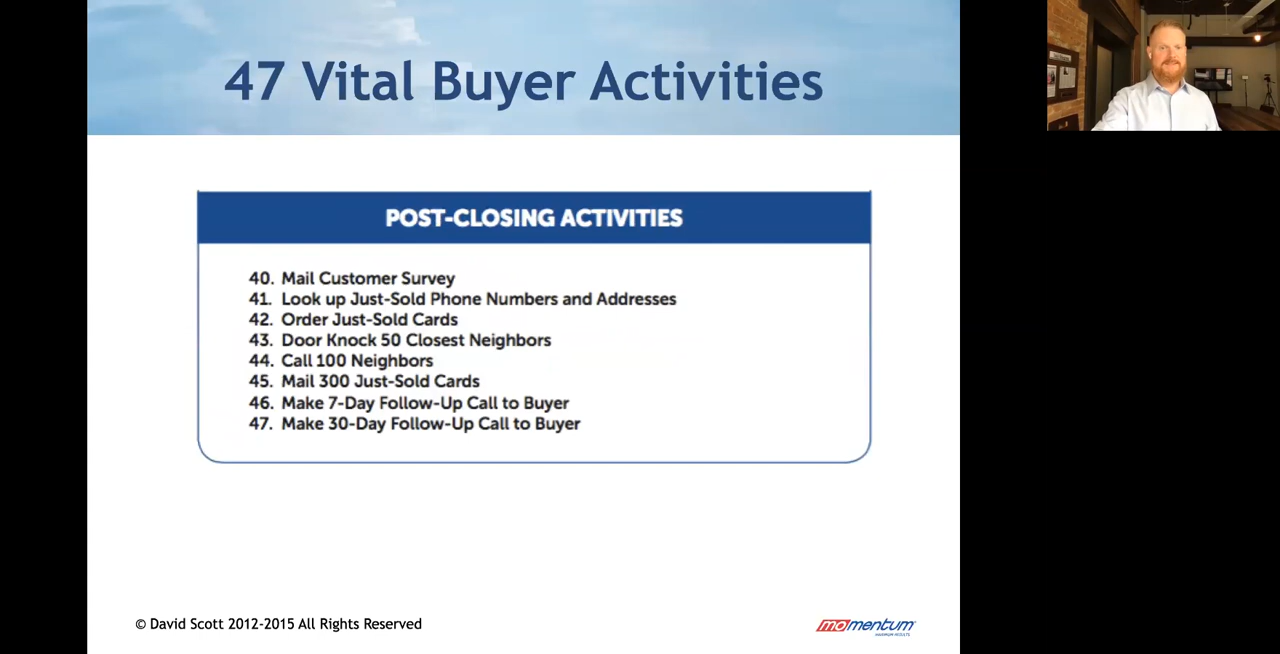 47 Vital Buyer Activities
POST-CLOSING ACTIVITIES
40. Mail Customer Survey
41. Look up Just-Sold Phone Numbers and Addresses
42. Order Just-Sold Cards
43. Door Knock 50 Closest Neighbors
44. Call 100 Neighbors
45. Mail 300 Just-Sold Cards
46. Make 7-Day Follow-Up Call to Buyer
47. Make 30-Day Follow-Up Call to Buyer
© David Scott 2012-2015 All Rights Reserved
momentum